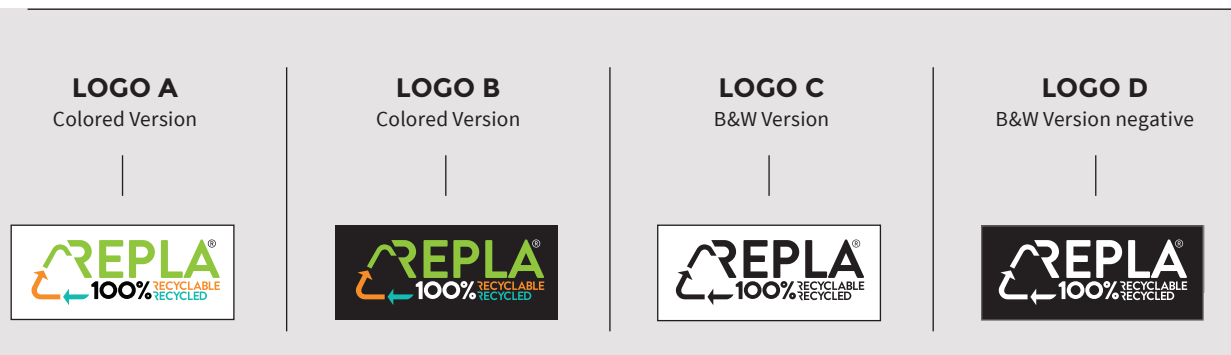 LOGO A
Colored Version
REPLA®
100% RECYCLABLE
RECYCLED
LOGO B
Colored Version
REPLA®
100% RECYCLABLE
RECYCLED
LOGO C
B&W Version
REPLA®
100% RECYCLABLE
RECYCLED
LOGO D
B&W Version negative
REPLA®
100% RECYCLABLE
RECYCLED